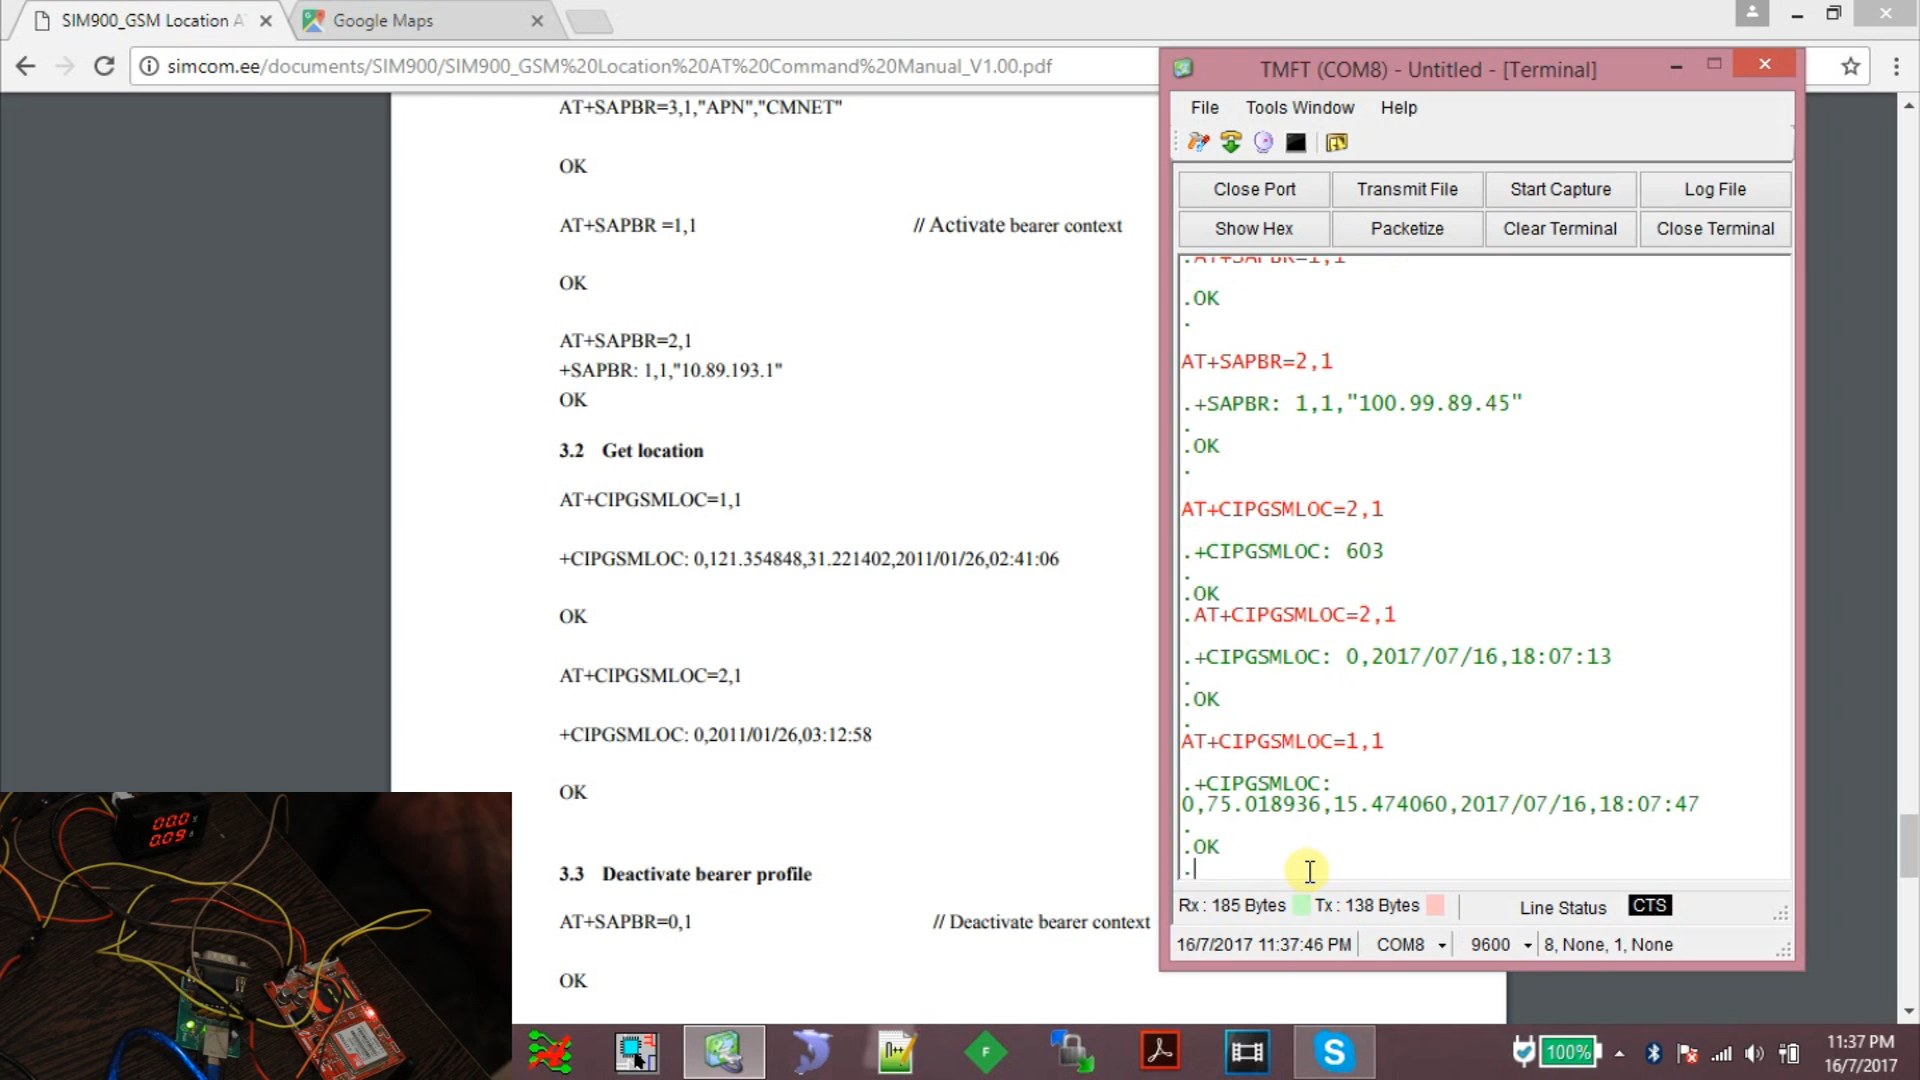 SIM900_GSM Location A
Google Maps
simcom.ee/documents/SIM900/SIM900_GSM%20Location%20AT%20Command%20Manual_V1.00.pdf
AT+SAPBR=3,1,"APN","CMNET"
OK
AT+SAPBR =1,1 // Activate bearer context
OK
AT+SAPBR=2,1
+SAPBR: 1,1,"10.89.193.1"
OK
3.2 Get location
AT+CIPGSMLOC=1,1
+CIPGSMLOC: 0,121.354848,31.221402,2011/01/26,02:41:06
OK
AT+CIPGSMLOC=2,1
+CIPGSMLOC: 0,2011/01/26,03:12:58
OK
3.3 Deactivate bearer profile
AT+SAPBR=0,1 // Deactivate bearer context
OK
TMFT (COM8) - Untitled - [Terminal]
File Tools Window Help
Close Port Transmit File Start Capture Log File
Show Hex Packetize Clear Terminal Close Terminal
.AT+SAPBR=1,1
.OK
.
AT+SAPBR=2,1
.+SAPBR: 1,1,"100.99.89.45"
.
.OK
.
AT+CIPGSMLOC=2,1
.+CIPGSMLOC: 603
.
.OK
.AT+CIPGSMLOC=2,1
.+CIPGSMLOC: 0,2017/07/16,18:07:13
.
.OK
.
AT+CIPGSMLOC=1,1
.+CIPGSMLOC:
0,75.018936,15.474060,2017/07/16,18:07:47
.
.OK
.
Rx : 185 Bytes Tx : 138 Bytes Line Status CTS
16/7/2017 11:37:46 PM COM8 9600 8, None, 1, None
00.0
0.09
100%
11:37 PM
16/7/2017